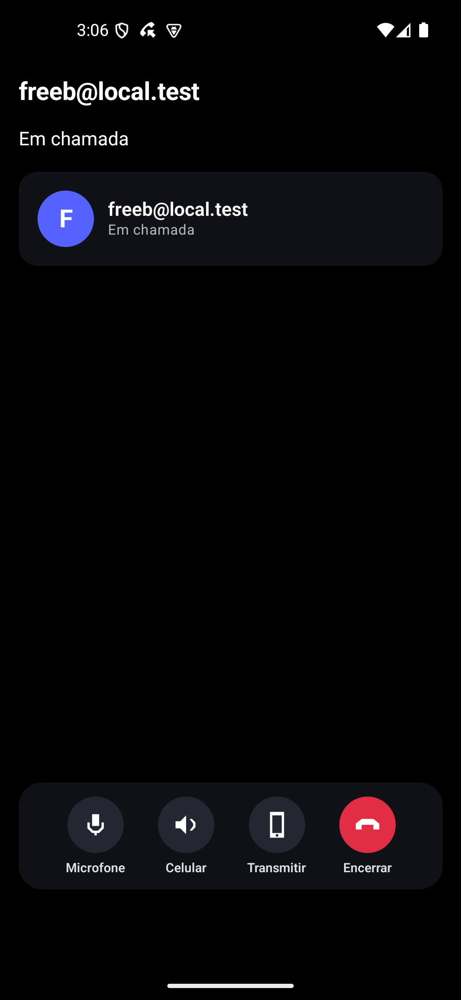 3:06
freeb@local.test
Em chamada
F
freeb@local.test
Em chamada
Microfone
Celular
Transmitir
Encerrar